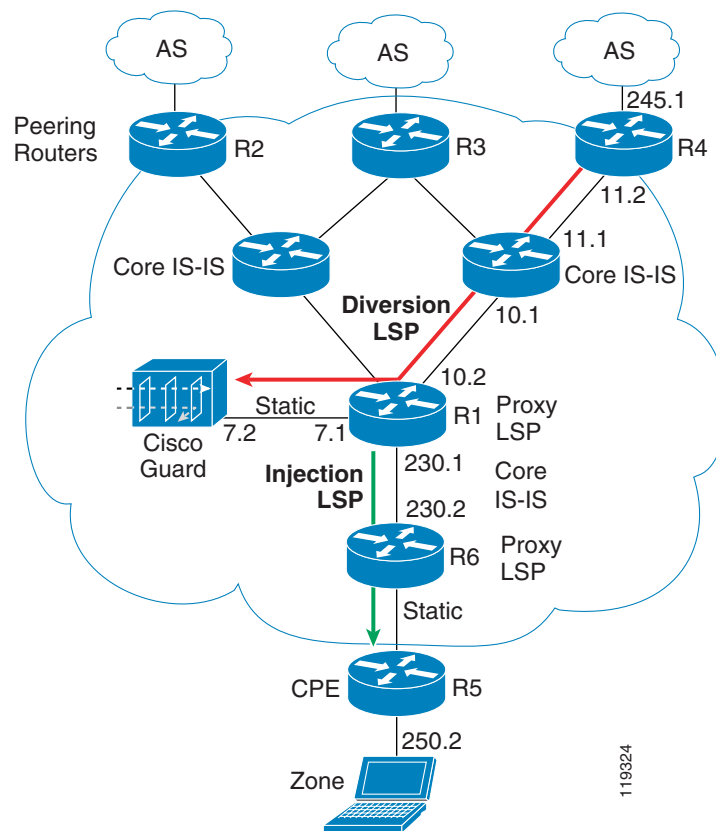 AS
AS
AS
245.1
Peering
Routers
R2
R3
R4
11.2
11.1
Core IS-IS
Core IS-IS
Diversion
LSP
10.1
10.2
Static
R1
Proxy
LSP
Cisco
Guard
7.2
7.1
Injection
LSP
230.1
Core
IS-IS
230.2
R6
Proxy
LSP
Static
CPE
R5
250.2
Zone
119324